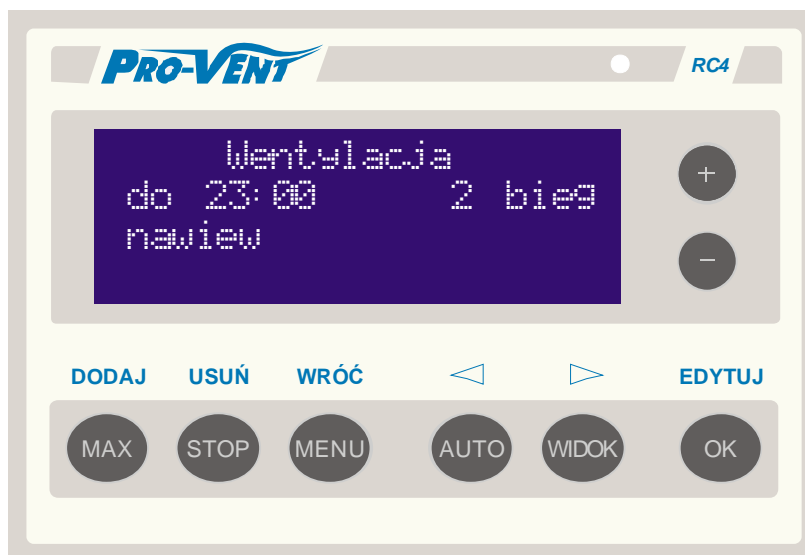 PRO-VENT RC4
Wentylacja
do 23:00 2 bieg
nawiew
+
−
DODAJ USUŃ WRÓĆ EDYTUJ
MAX STOP MENU AUTO WIDOK OK